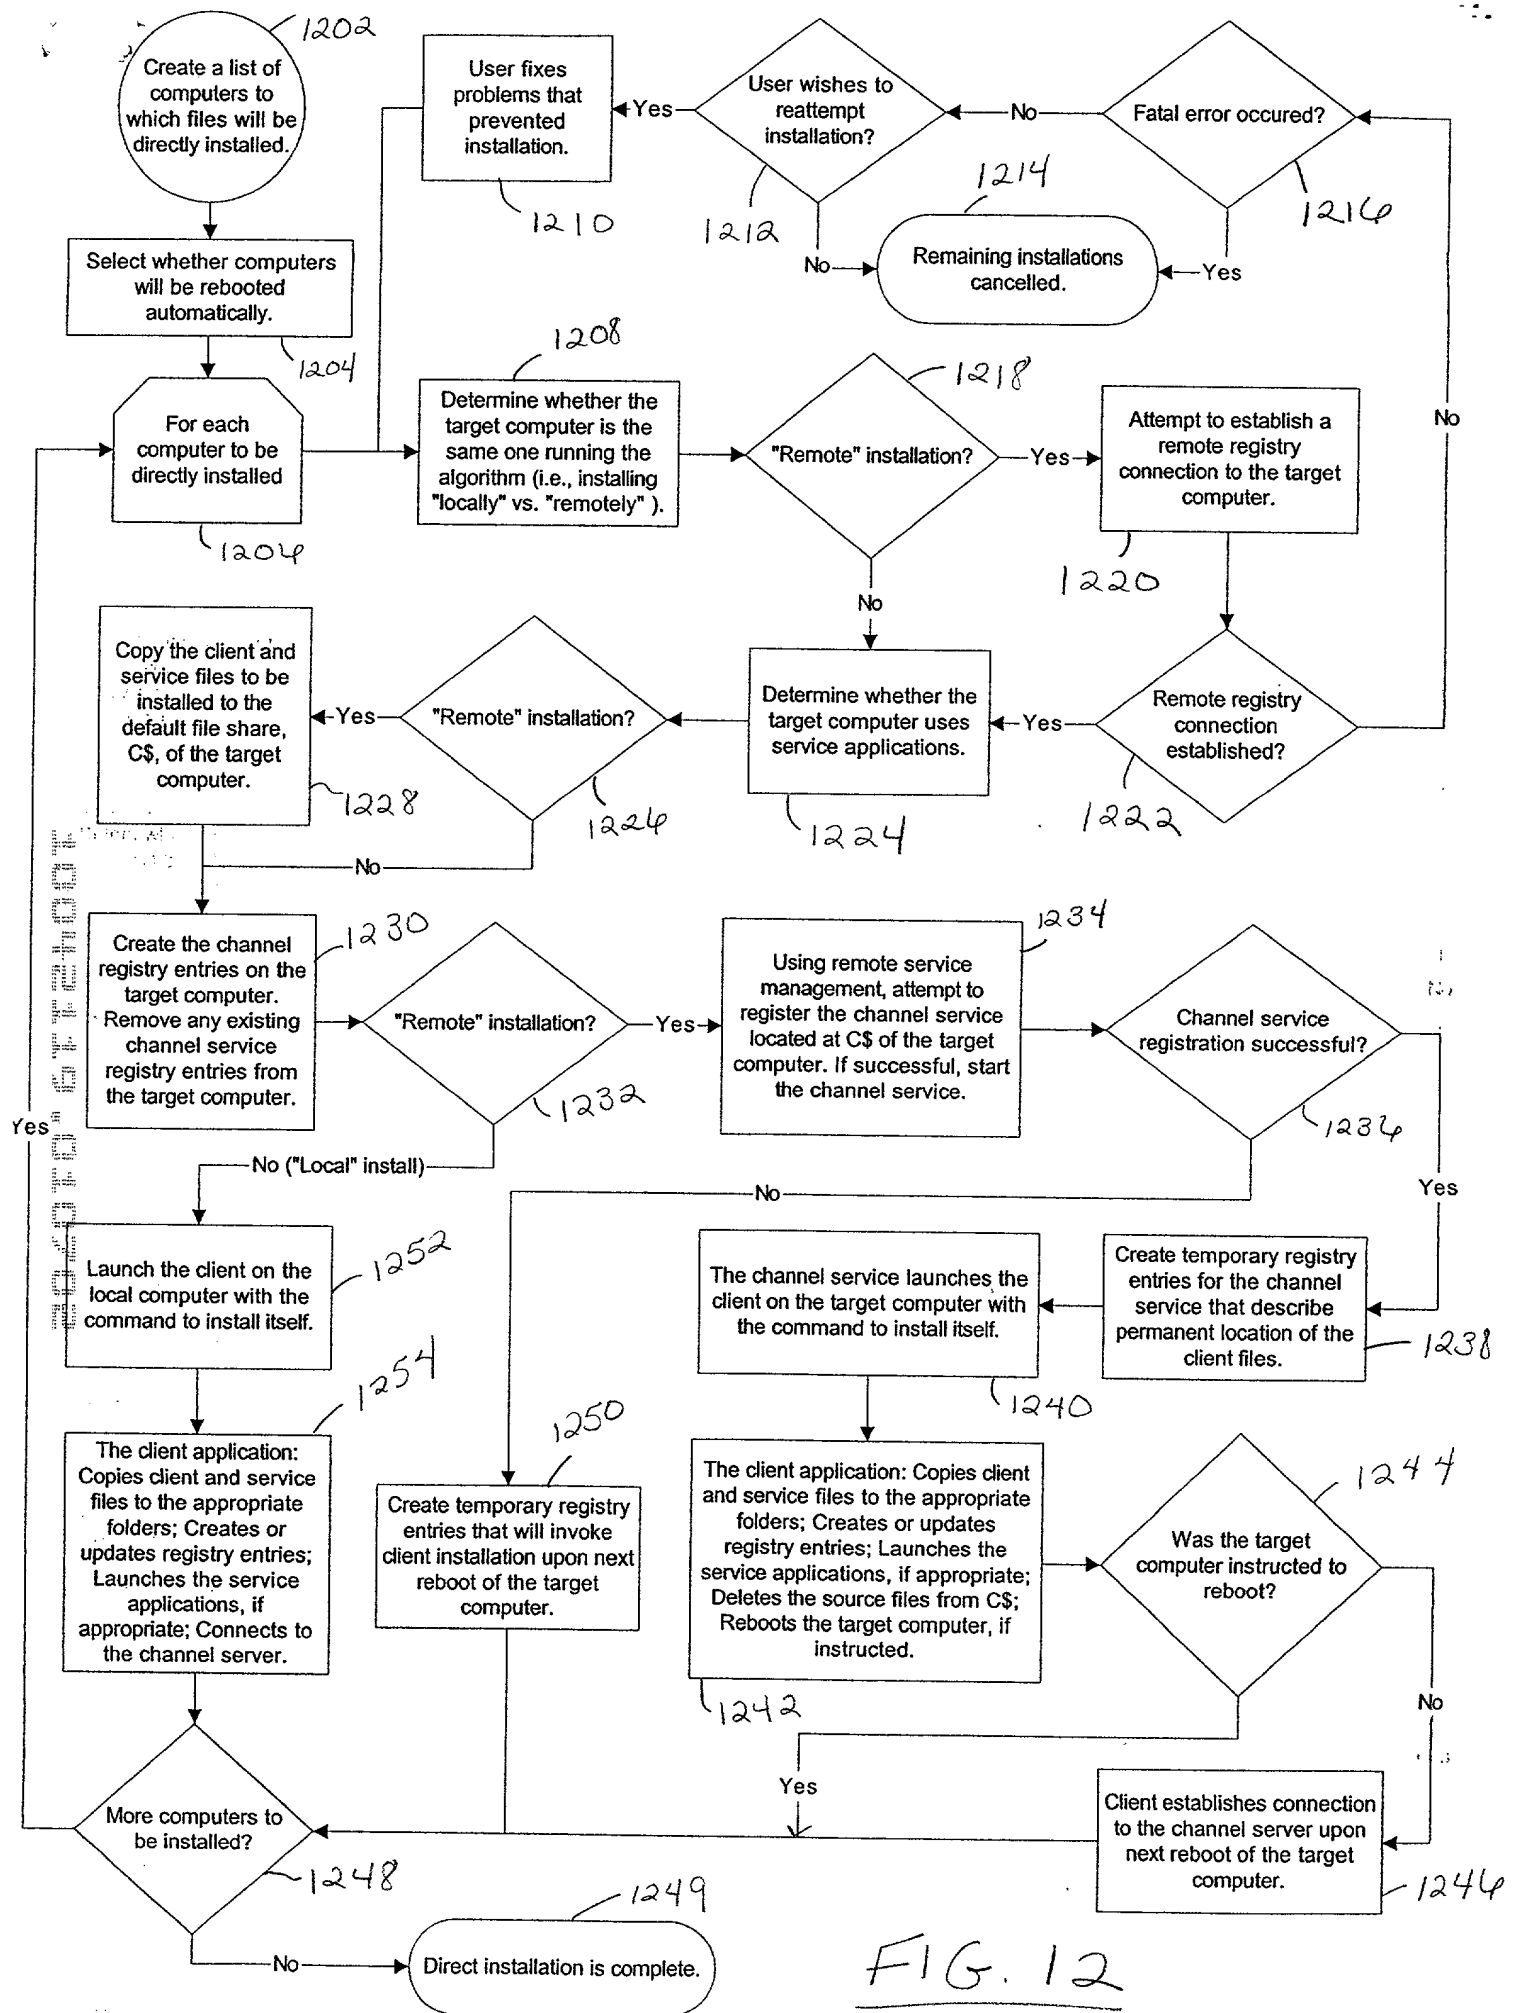 1202
Create a list of
computers to
which files will be
directly installed.
User fixes
problems that
prevented
installation.
1210
Yes
User wishes to
reattempt
installation?
1212
No
No
Fatal error occured?
1216
Yes
1214
Remaining installations
cancelled.
Select whether computers
will be rebooted
automatically.
1204
For each
computer to be
directly installed
1206
1208
Determine whether the
target computer is the
same one running the
algorithm (i.e., installing
"locally" vs. "remotely" ).
"Remote" installation?
1218
Yes
No
Attempt to establish a
remote registry
connection to the target
computer.
1220
No
Copy the client and
service files to be
installed to the
default file share,
C$, of the target
computer.
1228
Yes
"Remote" installation?
1226
No
Determine whether the
target computer uses
service applications.
1224
Yes
Remote registry
connection
established?
1222
Create the channel
registry entries on the
target computer.
Remove any existing
channel service
registry entries from
the target computer.
1230
"Remote" installation?
1232
Yes
No ("Local" install)
Using remote service
management, attempt to
register the channel service
located at C$ of the target
computer. If successful, start
the channel service.
1234
Channel service
registration successful?
1236
Yes
No
Yes
Launch the client on the
local computer with the
command to install itself.
1252
The channel service launches the
client on the target computer with
the command to install itself.
1240
Create temporary registry
entries for the channel
service that describe
permanent location of the
client files.
1238
1254
The client application:
Copies client and service
files to the appropriate
folders; Creates or
updates registry entries;
Launches the service
applications, if
appropriate; Connects to
the channel server.
1250
Create temporary registry
entries that will invoke
client installation upon next
reboot of the target
computer.
The client application: Copies client
and service files to the appropriate
folders; Creates or updates
registry entries; Launches the
service applications, if appropriate;
Deletes the source files from C$;
Reboots the target computer, if
instructed.
1242
Was the target
computer instructed to
reboot?
1244
No
Yes
More computers to
be installed?
1248
Client establishes connection
to the channel server upon
next reboot of the target
computer.
1246
No
1249
Direct installation is complete.
FIG. 12